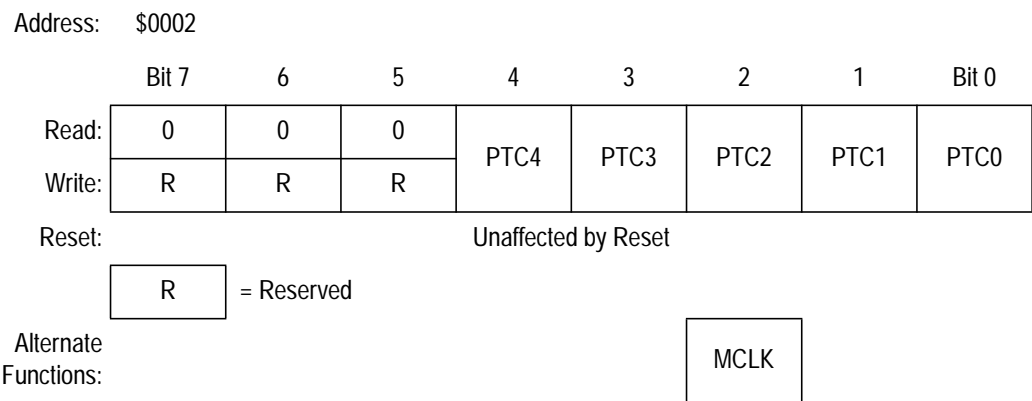 Address: $0002
Bit 7 6 5 4 3 2 1 Bit 0
Read: 0 0 0 PTC4 PTC3 PTC2 PTC1 PTC0
Write: R R R
Reset: Unaffected by Reset
R = Reserved
Alternate
Functions: MCLK